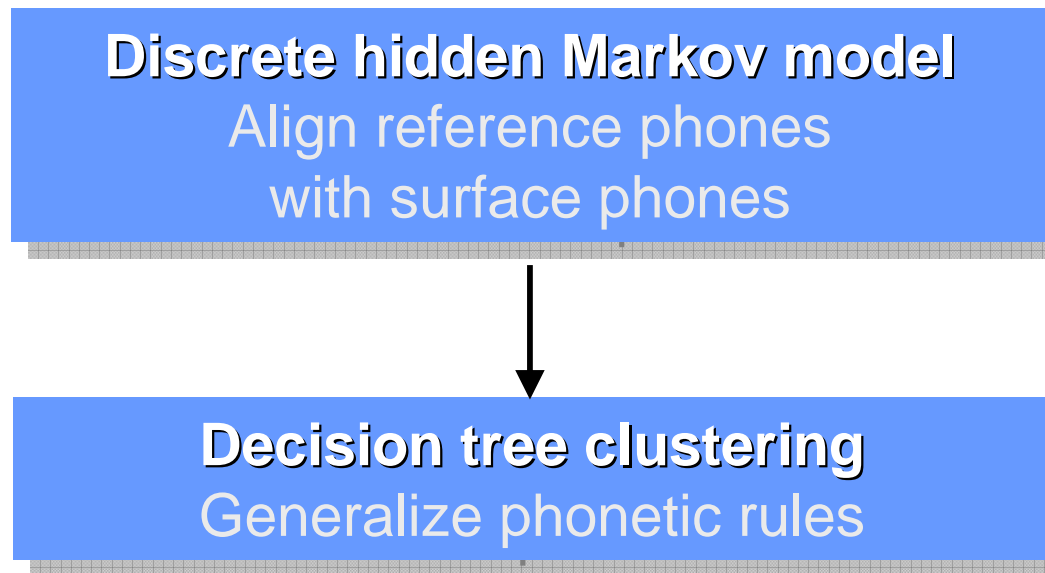 Discrete hidden Markov model
Align reference phones
with surface phones
Decision tree clustering
Generalize phonetic rules